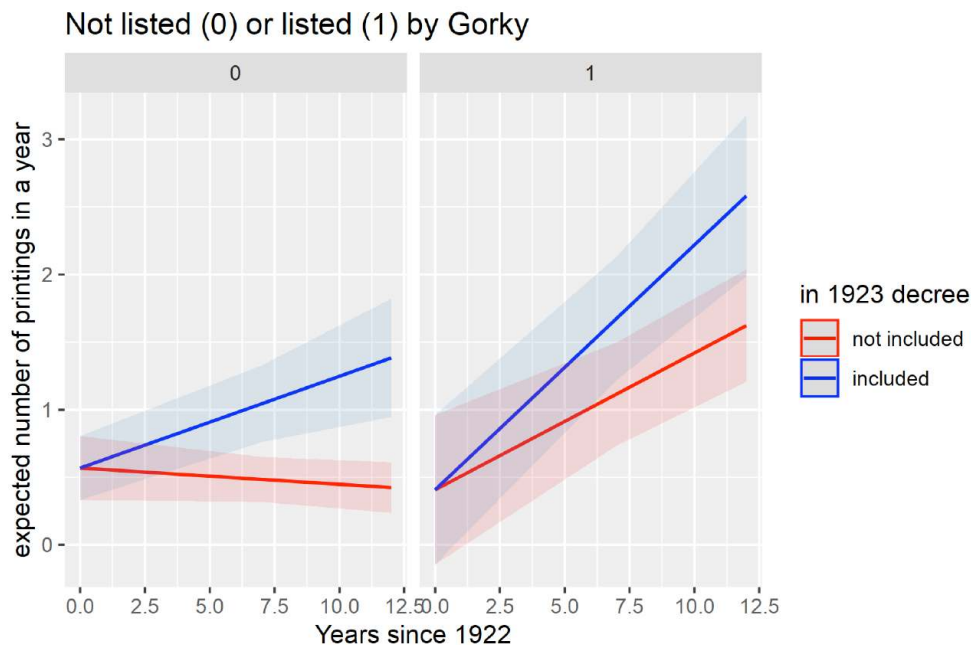 Not listed (0) or listed (1) by Gorky
0 1
expected number of printings in a year
3
2
1
0
0.0 2.5 5.0 7.5 10.0 12.5 0.0 2.5 5.0 7.5 10.0 12.5
Years since 1922
in 1923 decree
not included
included